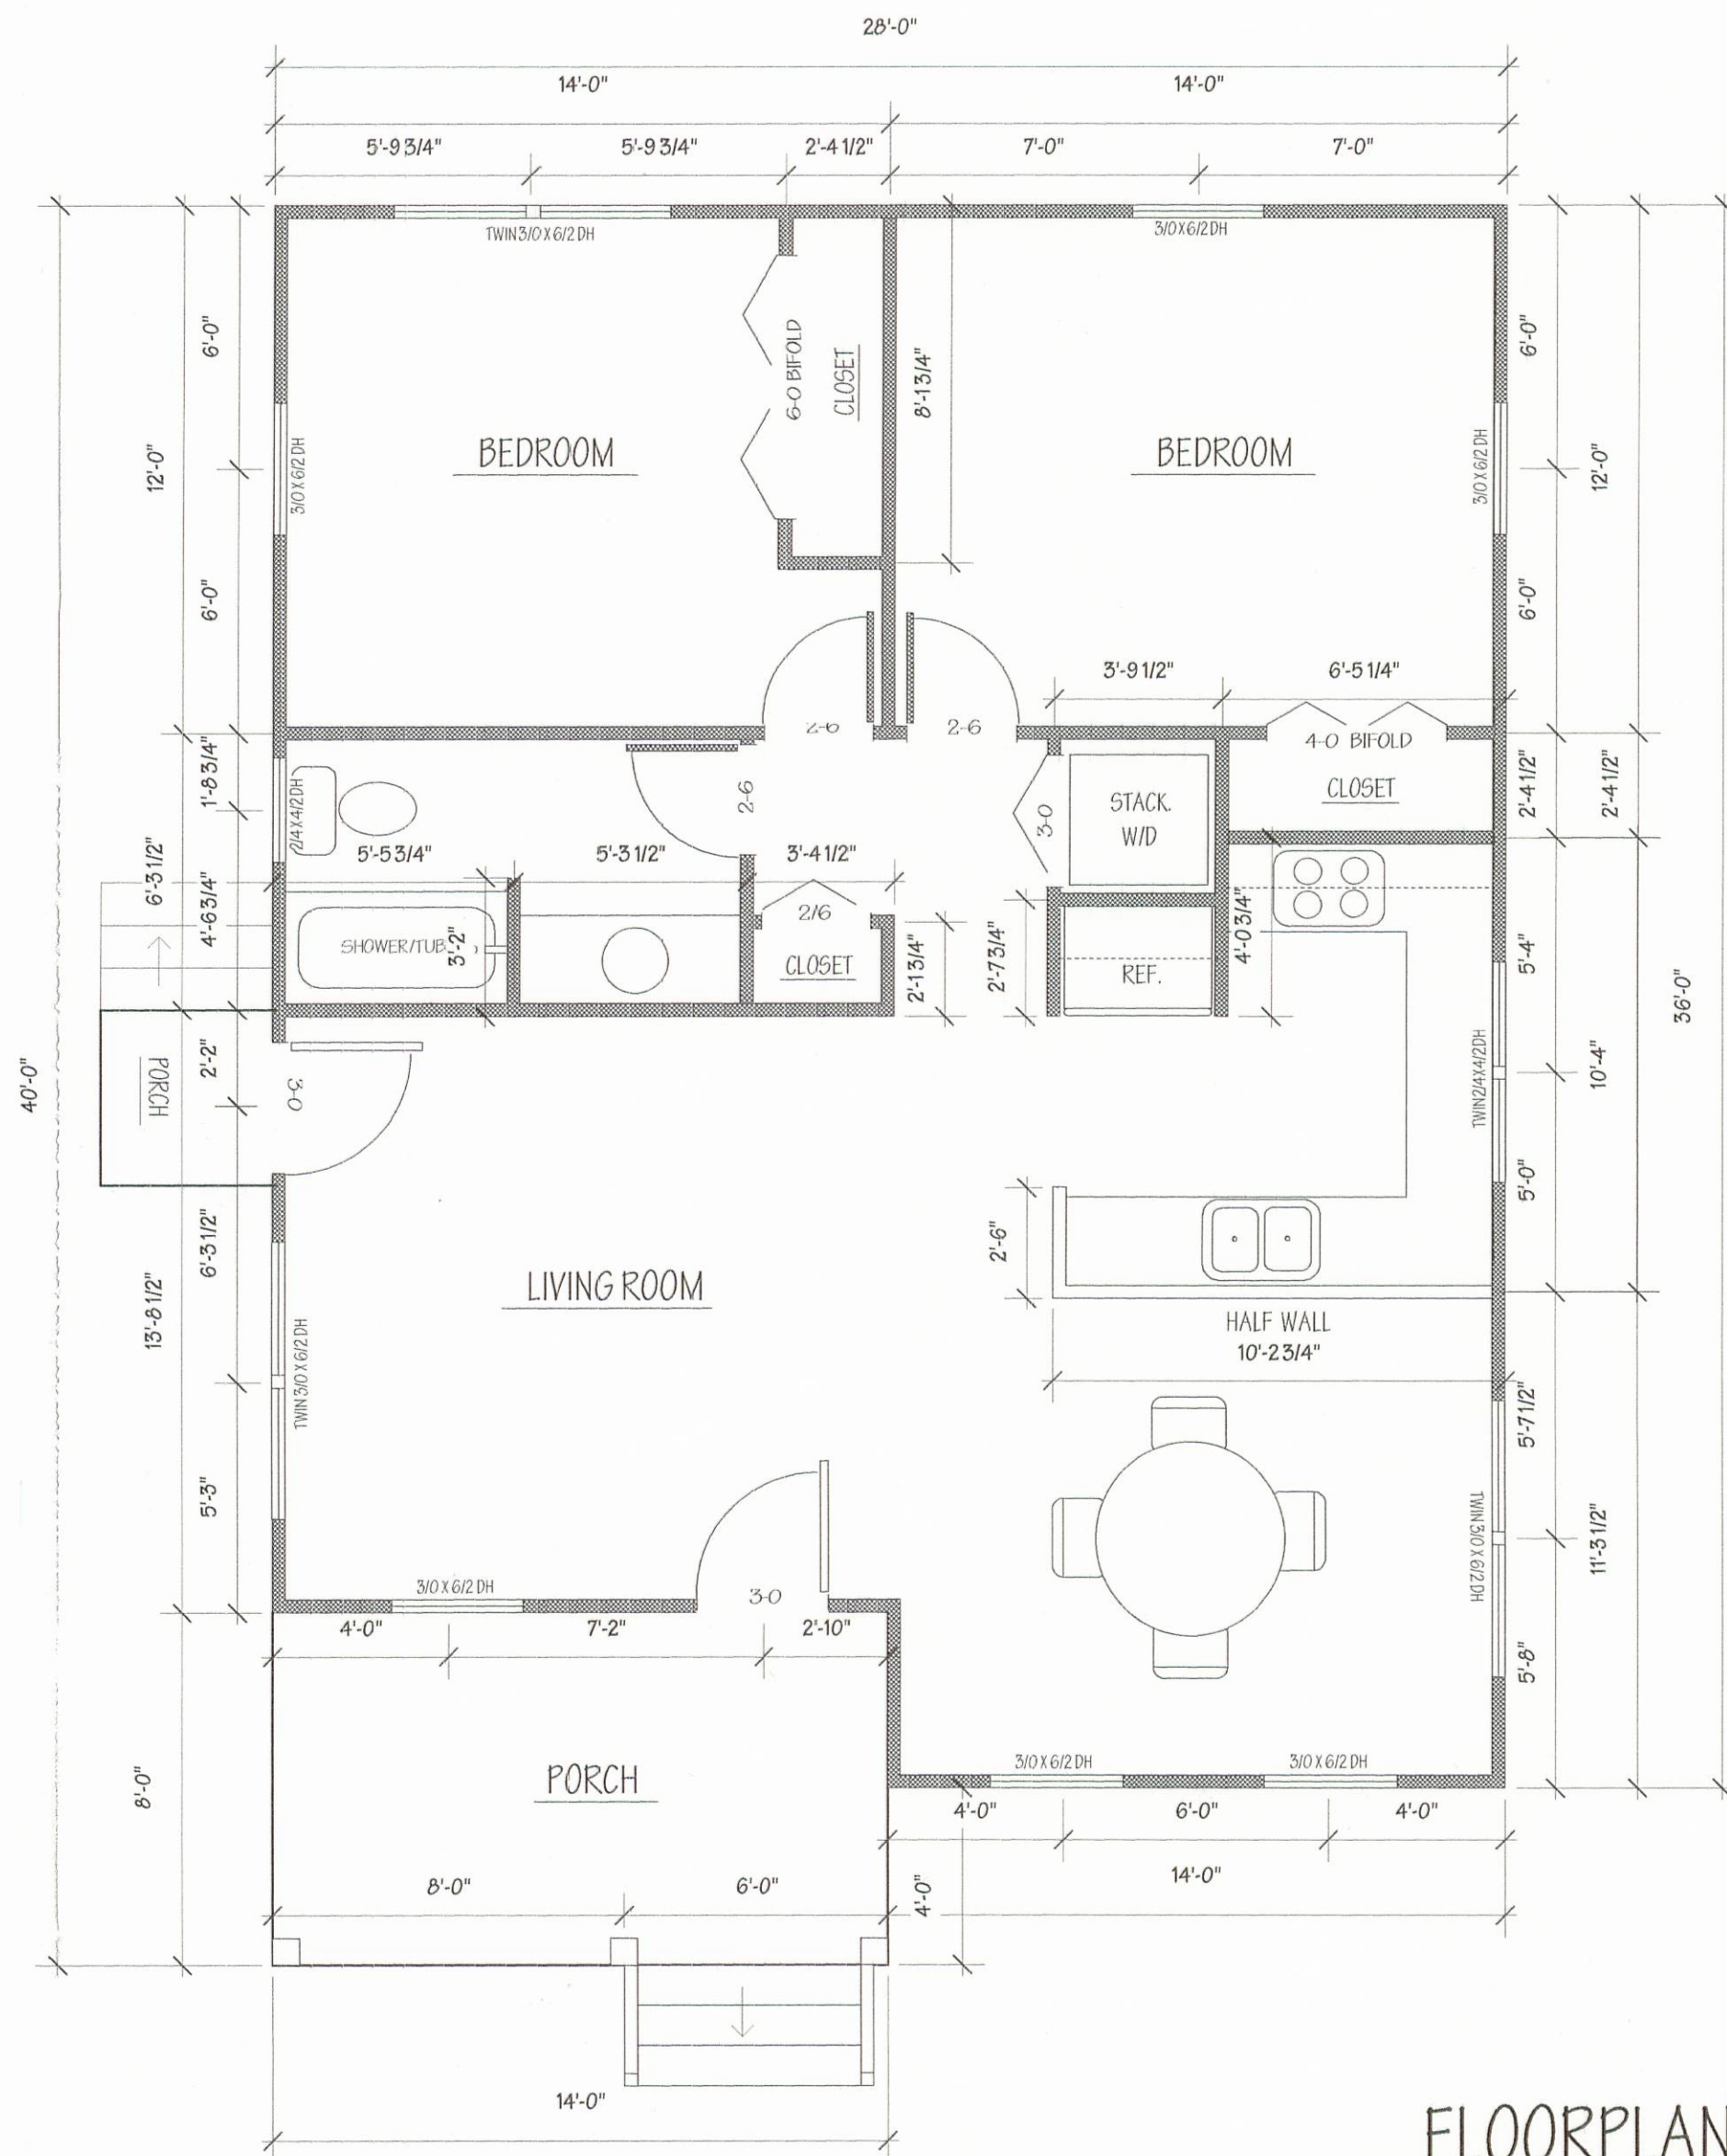 28'-0"
14'-0" 14'-0"
5'-9 3/4" 5'-9 3/4" 2'-4 1/2" 7'-0" 7'-0"
TWIN 3/0 X 6/2 DH
3/0 X 6/2 DH
6'-0"
6-0 BIFOLD
CLOSET
8'-1 3/4"
6'-0"
12'-0"
3/0 X 6/2 DH
BEDROOM
BEDROOM
3/0 X 6/2 DH
12'-0"
6'-0"
6'-0"
3'-9 1/2" 6'-5 1/4"
2-6
2-6
4-0 BIFOLD
CLOSET
1'-8 3/4"
2/4 X 4/2 DH
2-6
3-0
STACK.
W/D
2'-4 1/2"
2'-4 1/2"
6'-3 1/2"
5'-5 3/4" 5'-3 1/2" 3'-4 1/2"
4'-6 3/4"
SHOWER/TUB
3'-2"
2/6
CLOSET
2'-1 3/4"
2'-7 3/4"
REF.
4'-0 3/4"
5'-4"
36'-0"
40'-0"
PORCH
2'-2"
3-0
TWIN 2/4 X 4/2 DH
10'-4"
5'-0"
6'-3 1/2"
2'-6"
13'-8 1/2"
LIVING ROOM
TWIN 3/0 X 6/2 DH
HALF WALL
10'-2 3/4"
5'-7 1/2"
5'-3"
TWIN 3/0 X 6/2 DH
11'-3 1/2"
3/0 X 6/2 DH
3-0
4'-0" 7'-2" 2'-10"
5'-8"
8'-0"
PORCH
3/0 X 6/2 DH 3/0 X 6/2 DH
4'-0" 6'-0" 4'-0"
14'-0"
8'-0" 6'-0"
4'-0"
14'-0"
FLOORPLAN